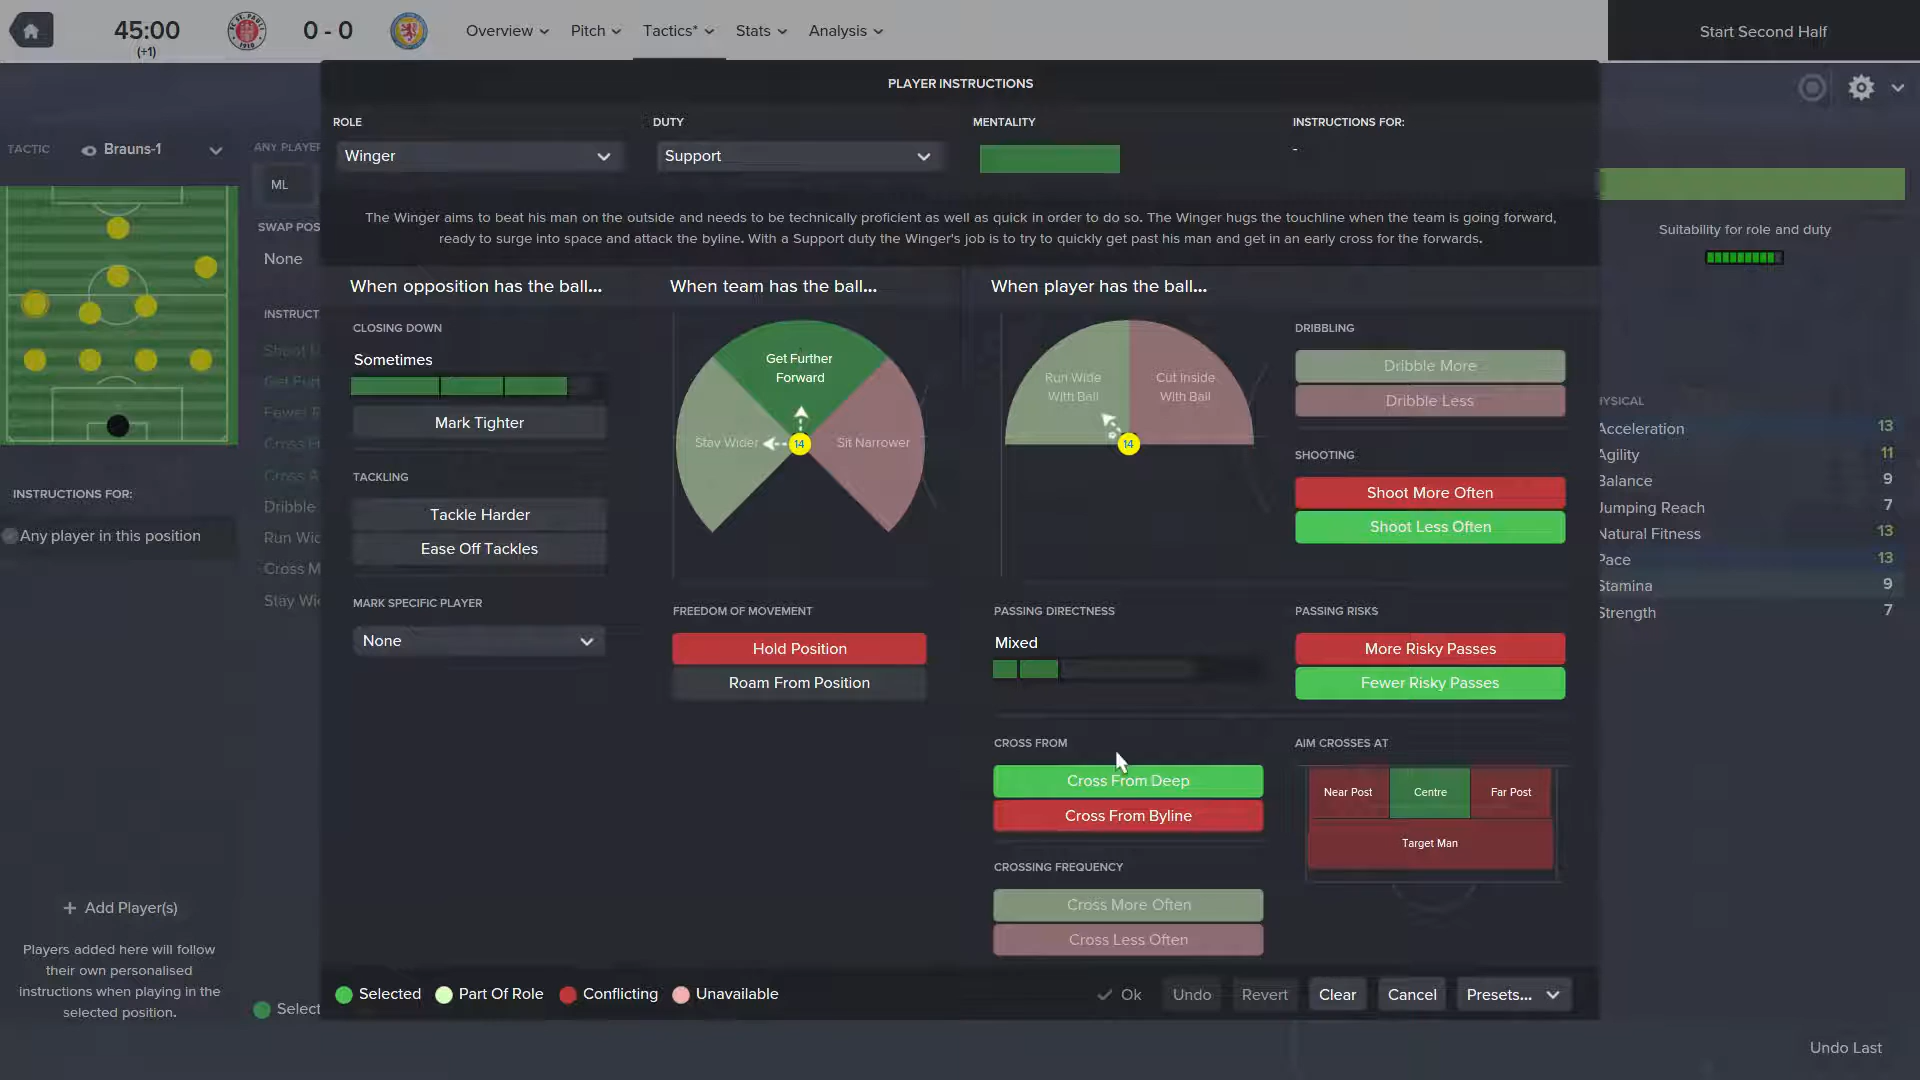 45:00
(+1)
0 - 0
Overview
Pitch
Tactics*
Stats
Analysis
Start Second Half
PLAYER INSTRUCTIONS
ROLE
DUTY
MENTALITY
INSTRUCTIONS FOR:
Winger
Support
-
TACTIC
Brauns-1
ANY PLAYER
ML
SWAP POS
None
INSTRUCT
Shoot
Get Fur
Fewer
Cross
Cross
Dribble
Run Wid
Cross M
Stay Wi
The Winger aims to beat his man on the outside and needs to be technically proficient as well as quick in order to do so. The Winger hugs the touchline when the team is going forward,
ready to surge into space and attack the byline. With a Support duty the Winger's job is to try to quickly get past his man and get in an early cross for the forwards.
When opposition has the ball...
When team has the ball...
When player has the ball...
CLOSING DOWN
Sometimes
Mark Tighter
TACKLING
Tackle Harder
Ease Off Tackles
MARK SPECIFIC PLAYER
None
Get Further
Forward
Stay Wider
14
Sit Narrower
FREEDOM OF MOVEMENT
Hold Position
Roam From Position
Run Wide
With Ball
Cut Inside
With Ball
14
DRIBBLING
Dribble More
Dribble Less
SHOOTING
Shoot More Often
Shoot Less Often
PASSING DIRECTNESS
Mixed
PASSING RISKS
More Risky Passes
Fewer Risky Passes
CROSS FROM
Cross From Deep
Cross From Byline
AIM CROSSES AT
Near Post
Centre
Far Post
Target Man
CROSSING FREQUENCY
Cross More Often
Cross Less Often
Suitability for role and duty
HYSICAL
Acceleration 13
Agility 11
Balance 9
Jumping Reach 7
Natural Fitness 13
Pace 13
Stamina 9
Strength 7
INSTRUCTIONS FOR:
Any player in this position
+ Add Player(s)
Players added here will follow
their own personalised
instructions when playing in the
selected position.
Select
Selected
Part Of Role
Conflicting
Unavailable
Ok
Undo
Revert
Clear
Cancel
Presets...
Undo Last